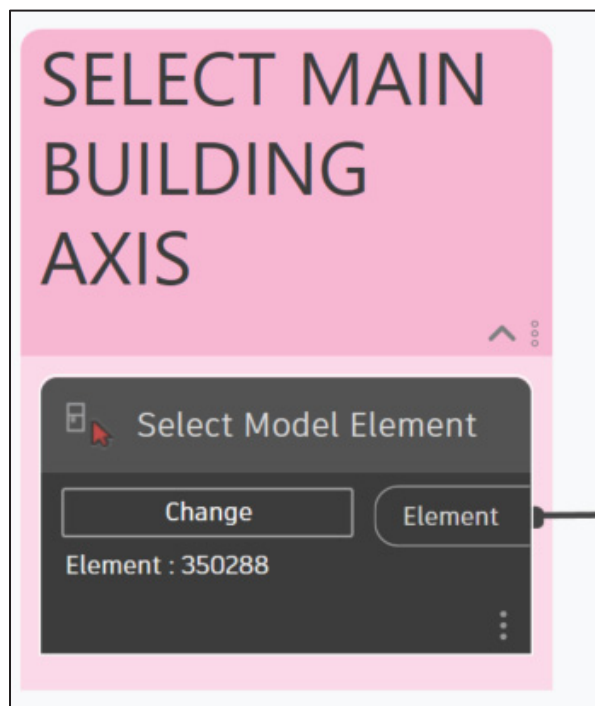 SELECT MAIN
BUILDING
AXIS
Select Model Element
Change
Element
Element : 350288